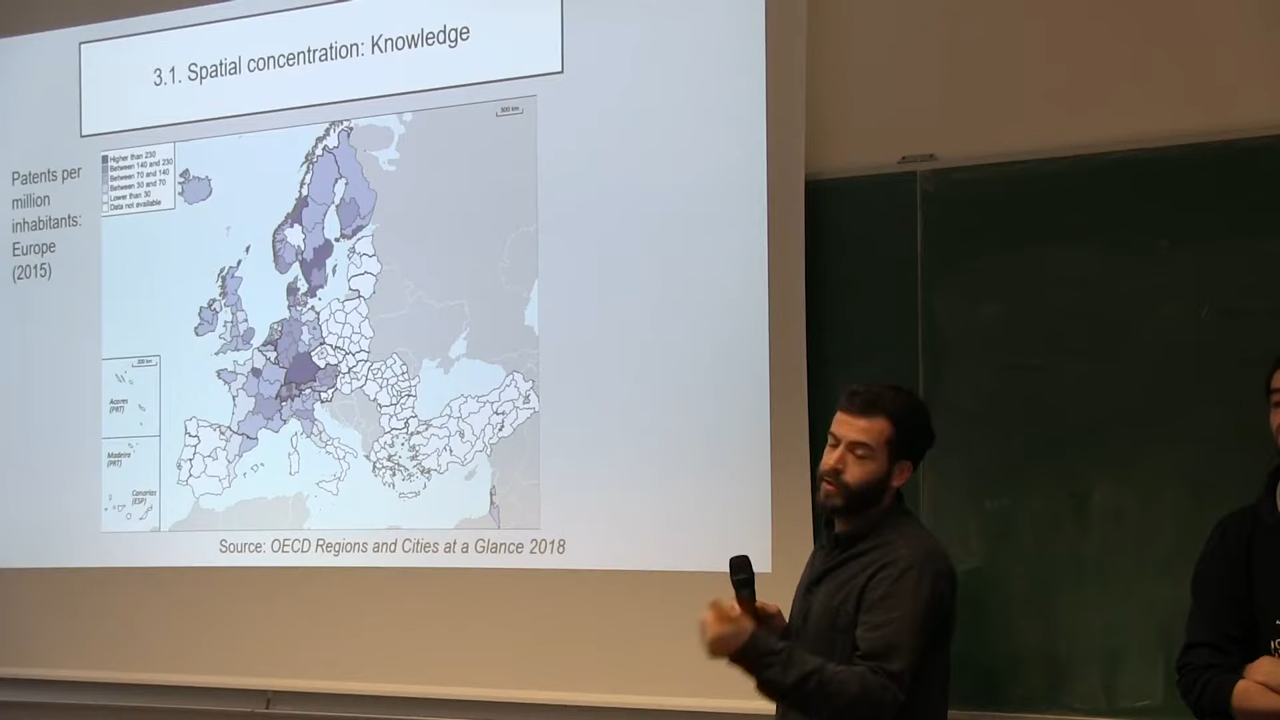 3.1. Spatial concentration: Knowledge
Patents per
million
inhabitants:
Europe
(2015)
Higher than 230
Between 140 and 230
Between 70 and 140
Between 30 and 70
Lower than 30
Data not available
500 km
200 km
Acores
(PRT)
Madeira
(PRT)
Canarias
(ESP)
Source: OECD Regions and Cities at a Glance 2018